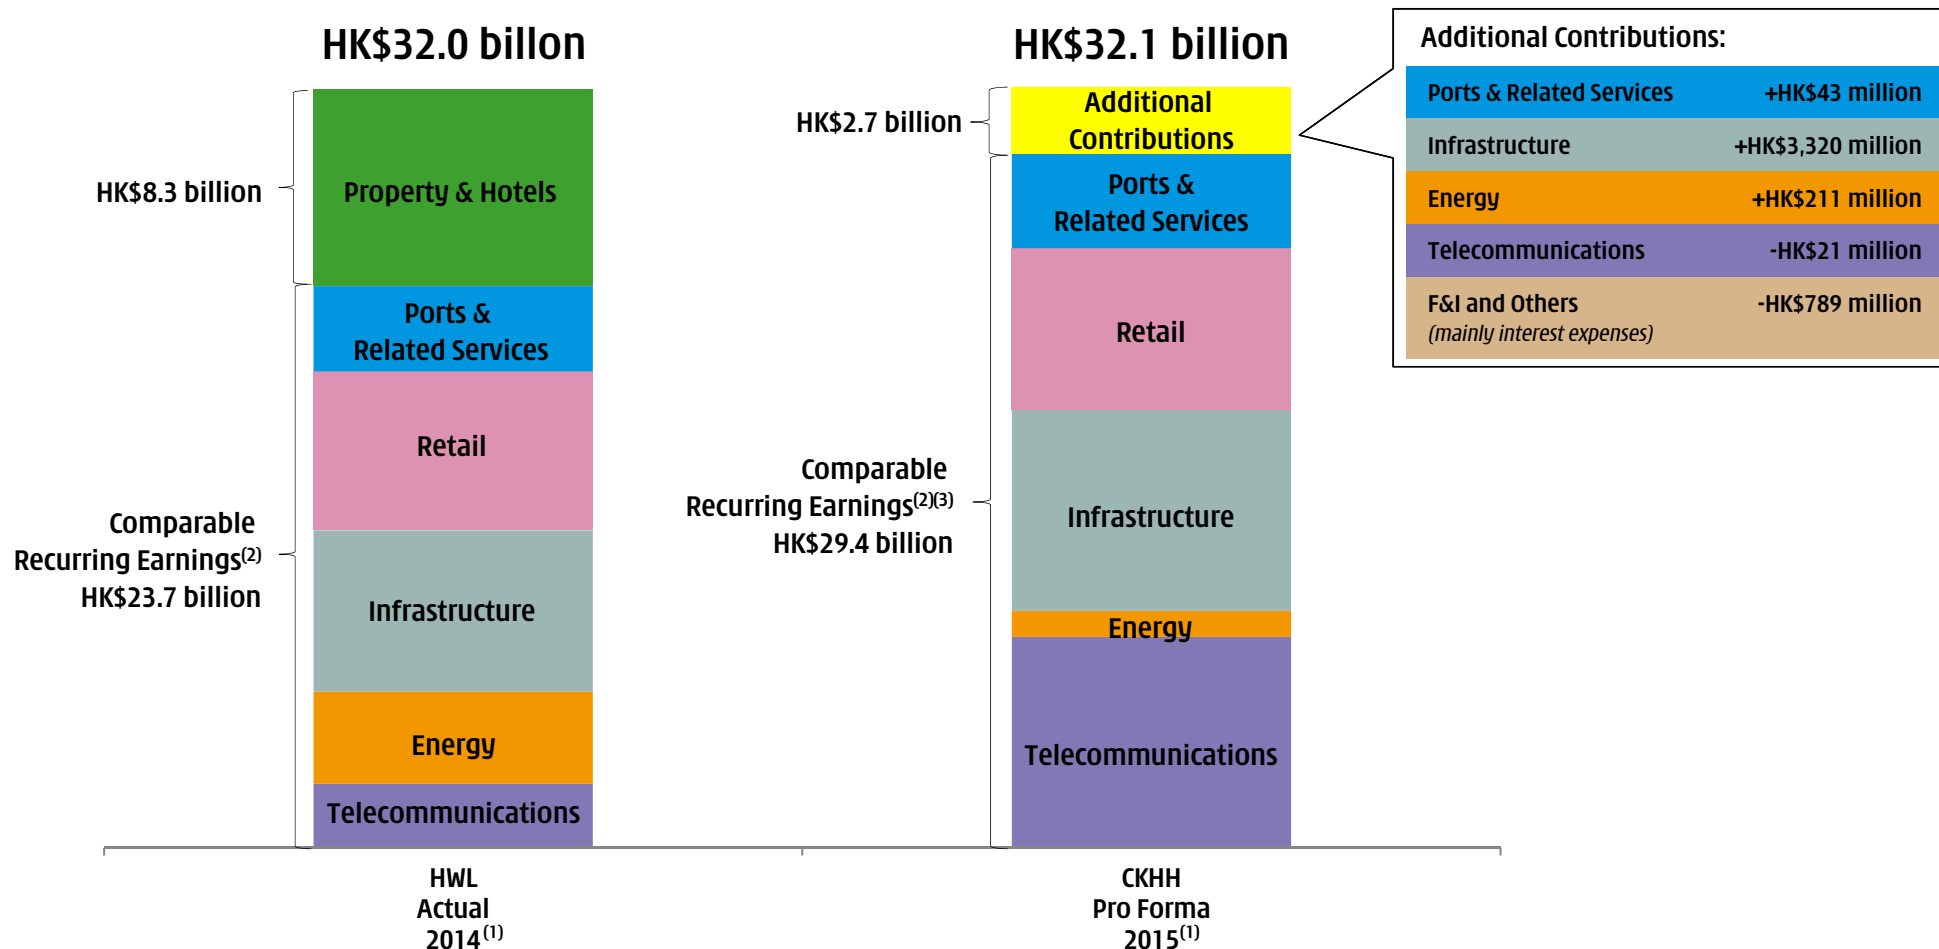 HK$32.0 billon
HK$8.3 billion
Property & Hotels
Ports &
Related Services
Retail
Comparable
Recurring Earnings(2)
HK$23.7 billion
Infrastructure
Energy
Telecommunications
HWL
Actual
2014(1)
HK$32.1 billion
HK$2.7 billion
Additional
Contributions
Ports &
Related Services
Retail
Comparable
Recurring Earnings(2)(3)
HK$29.4 billion
Infrastructure
Energy
Telecommunications
CKHH
Pro Forma
2015(1)
Additional Contributions:
Ports & Related Services +HK$43 million
Infrastructure +HK$3,320 million
Energy +HK$211 million
Telecommunications -HK$21 million
F&I and Others -HK$789 million
(mainly interest expenses)